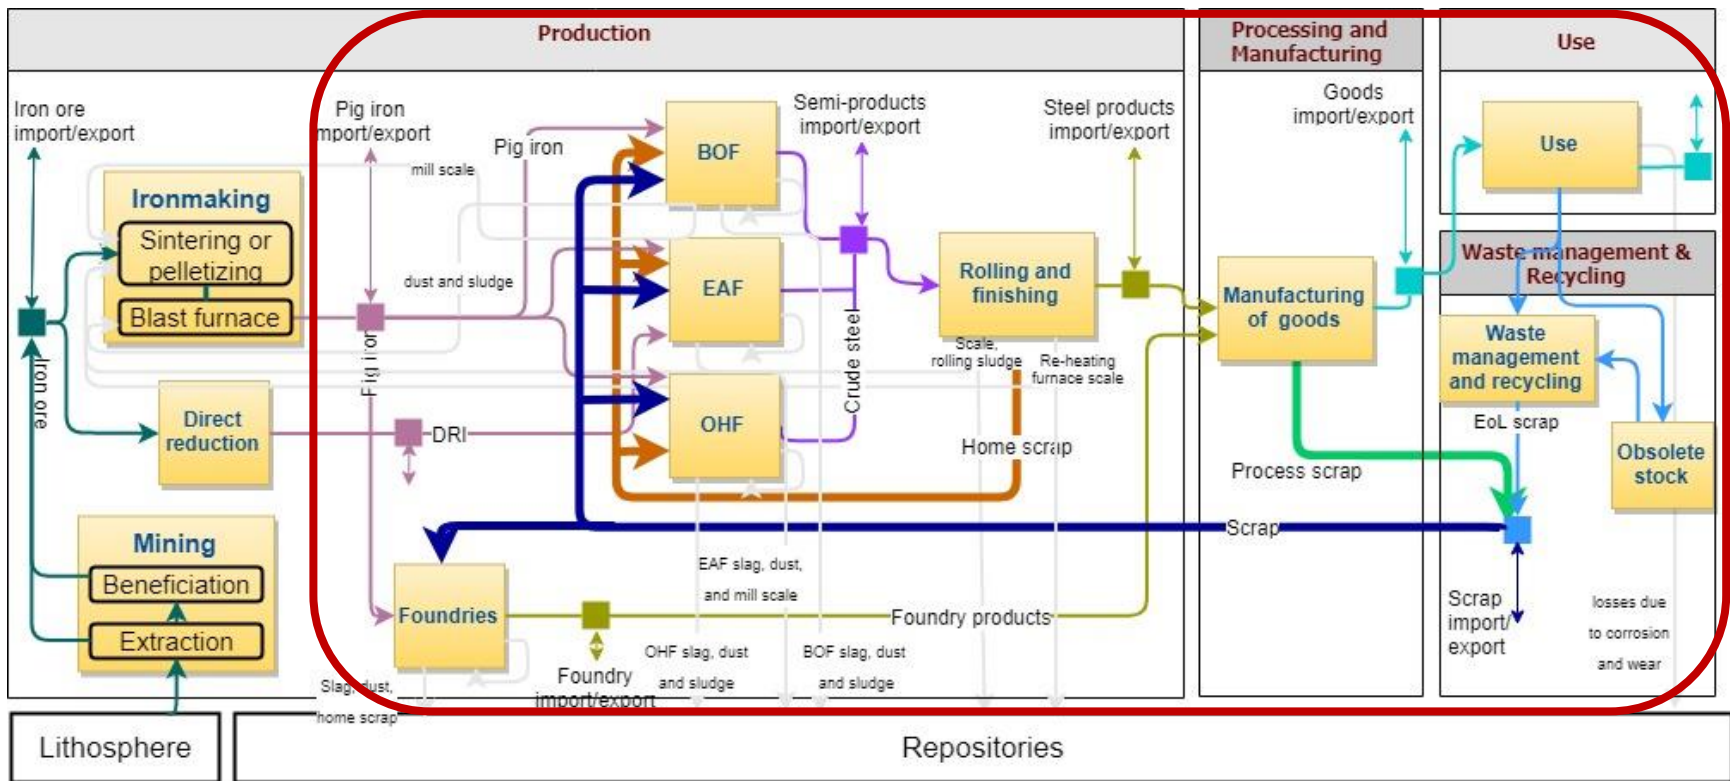 Production
Processing and
Manufacturing
Use
Iron ore
import/export
Pig iron
import/export
Pig iron
mill scale
BOF
Semi-products
import/export
Steel products
import/export
Goods
import/export
Use
Ironmaking
Sintering or
pelletizing
Blast furnace
dust and sludge
EAF
Rolling and
finishing
Manufacturing
of goods
Waste management &
Recycling
Waste
management
and recycling
Iron ore
Pig iron
Crude steel
Scale,
rolling sludge
Re-heating
furnace scale
Direct
reduction
DRI
OHF
Home scrap
Process scrap
EoL scrap
Obsolete
stock
Scrap
Mining
Beneficiation
Extraction
Foundries
EAF slag, dust,
and mill scale
Foundry products
Scrap
import/
export
losses due
to corrosion
and wear
OHF slag, dust
and sludge
BOF slag, dust
and sludge
Foundry
import/export
Slag, dust,
home scrap
Lithosphere
Repositories